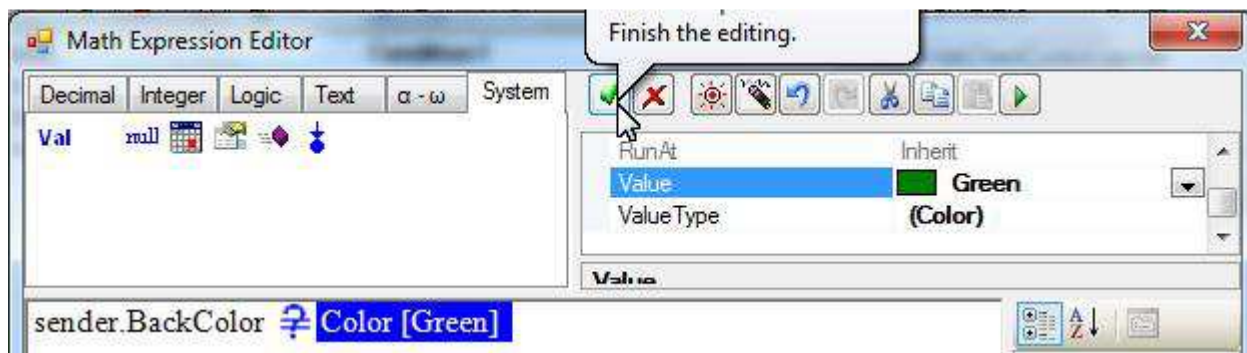 Finish the editing.
Math Expression Editor
Decimal Integer Logic Text α - ω System
Val null
RunAt Inherit
Value Green
ValueType (Color)
Value
sender.BackColor Color [Green]